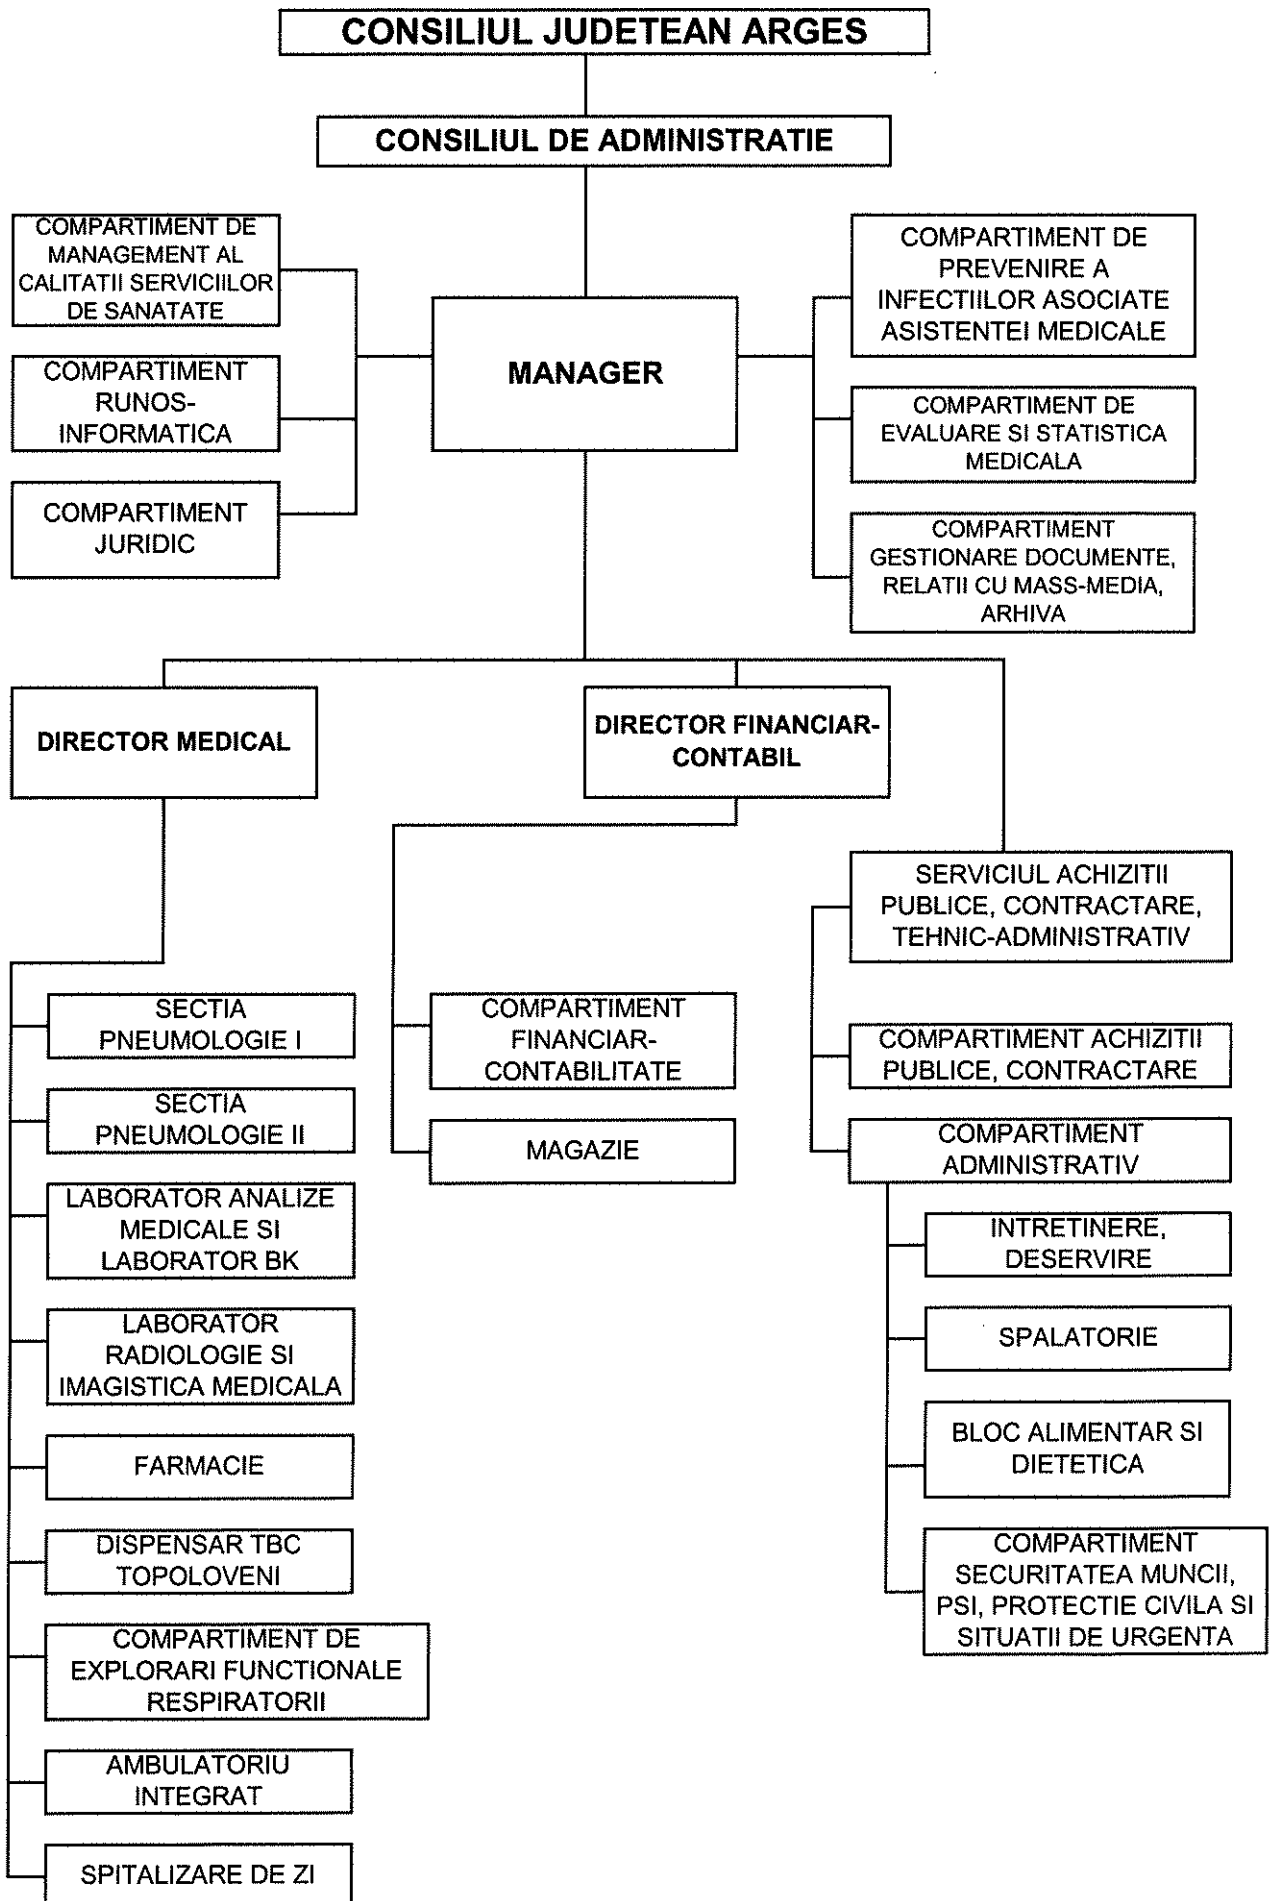 CONSILIUL JUDETEAN ARGES
CONSILIUL DE ADMINISTRATIE
COMPARTIMENT DE
MANAGEMENT AL
CALITATII SERVICIILOR
DE SANATATE
COMPARTIMENT
RUNOS-
INFORMATICA
COMPARTIMENT
JURIDIC
MANAGER
COMPARTIMENT DE
PREVENIRE A
INFECTIILOR ASOCIATE
ASISTENTEI MEDICALE
COMPARTIMENT DE
EVALUARE SI STATISTICA
MEDICALA
COMPARTIMENT
GESTIONARE DOCUMENTE,
RELATII CU MASS-MEDIA,
ARHIVA
DIRECTOR MEDICAL
DIRECTOR FINANCIAR-
CONTABIL
SERVICIUL ACHIZITII
PUBLICE, CONTRACTARE,
TEHNIC-ADMINISTRATIV
SECTIA
PNEUMOLOGIE I
SECTIA
PNEUMOLOGIE II
LABORATOR ANALIZE
MEDICALE SI
LABORATOR BK
LABORATOR
RADIOLOGIE SI
IMAGISTICA MEDICALA
FARMACIE
DISPENSAR TBC
TOPOLOVENI
COMPARTIMENT DE
EXPLORARI FUNCTIONALE
RESPIRATORII
AMBULATORIU
INTEGRAT
SPITALIZARE DE ZI
COMPARTIMENT
FINANCIAR-
CONTABILITATE
MAGAZIE
COMPARTIMENT ACHIZITII
PUBLICE, CONTRACTARE
COMPARTIMENT
ADMINISTRATIV
INTRETINERE,
DESERVIRE
SPALATORIE
BLOC ALIMENTAR SI
DIETETICA
COMPARTIMENT
SECURITATEA MUNCII,
PSI, PROTECTIE CIVILA SI
SITUATII DE URGENTA